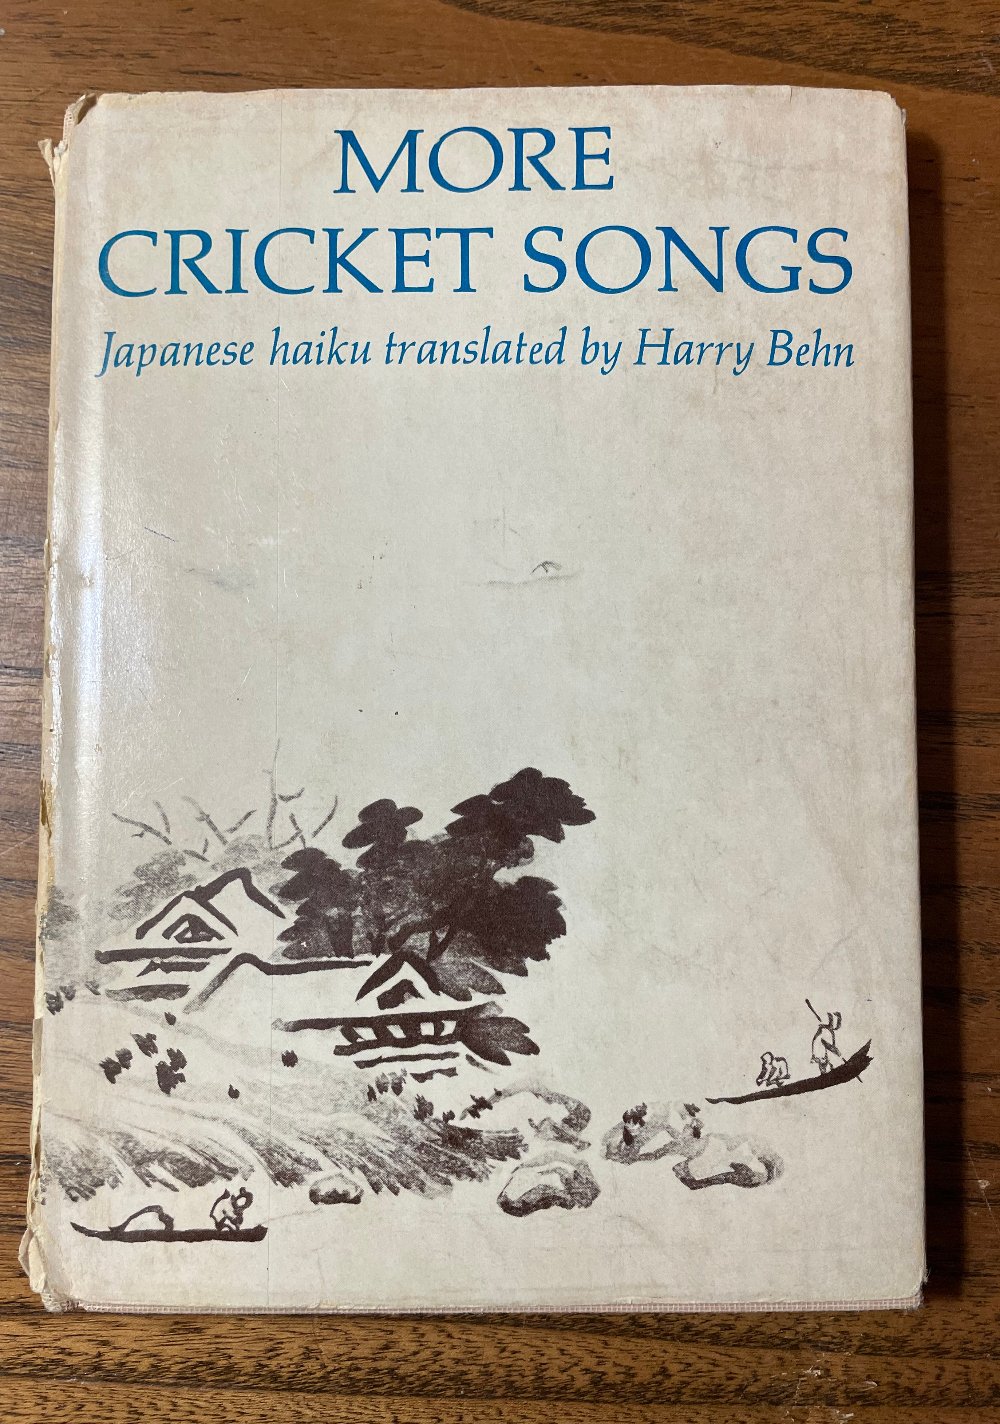 MORE
CRICKET SONGS
Japanese haiku translated by Harry Behn